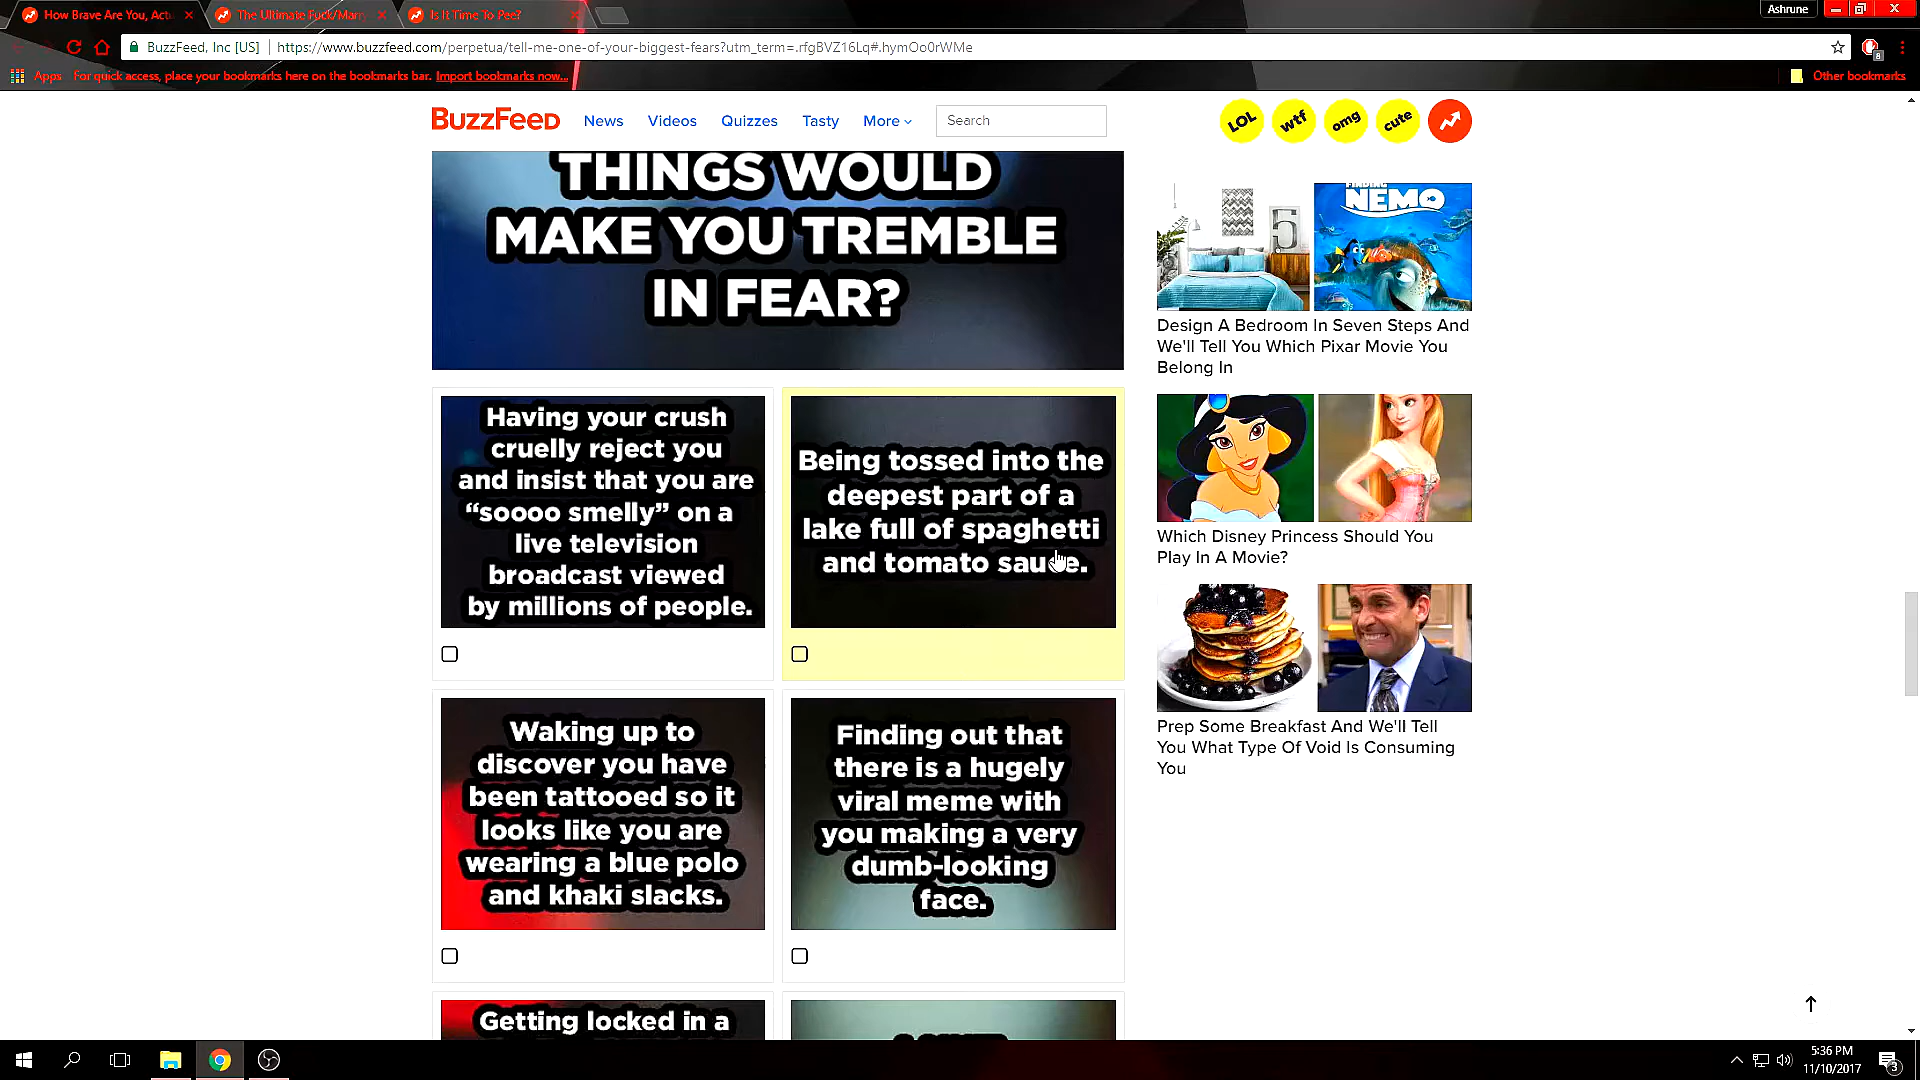 How Brave Are You, Actu
The Ultimate Fuck/Marry
Is It Time To Pee?
Ashrune
BuzzFeed, Inc [US]
https://www.buzzfeed.com/perpetua/tell-me-one-of-your-biggest-fears?utm_term=.rfgBVZ16Lq#.hymOo0rWMe
8
Apps
For quick access, place your bookmarks here on the bookmarks bar. Import bookmarks now...
Other bookmarks
BuzzFeed
News
Videos
Quizzes
Tasty
More
Search
LOL
wtf
omg
cute
THINGS WOULD
MAKE YOU TREMBLE
IN FEAR?
Having your crush
cruelly reject you
and insist that you are
“soooo smelly” on a
live television
broadcast viewed
by millions of people.
Being tossed into the
deepest part of a
lake full of spaghetti
and tomato sauce.
Waking up to
discover you have
been tattooed so it
looks like you are
wearing a blue polo
and khaki slacks.
Finding out that
there is a hugely
viral meme with
you making a very
dumb-looking
face.
Getting locked in a
5
FINDING
NEMO
Design A Bedroom In Seven Steps And
We'll Tell You Which Pixar Movie You
Belong In
Which Disney Princess Should You
Play In A Movie?
Prep Some Breakfast And We'll Tell
You What Type Of Void Is Consuming
You
5:36 PM
11/10/2017
3